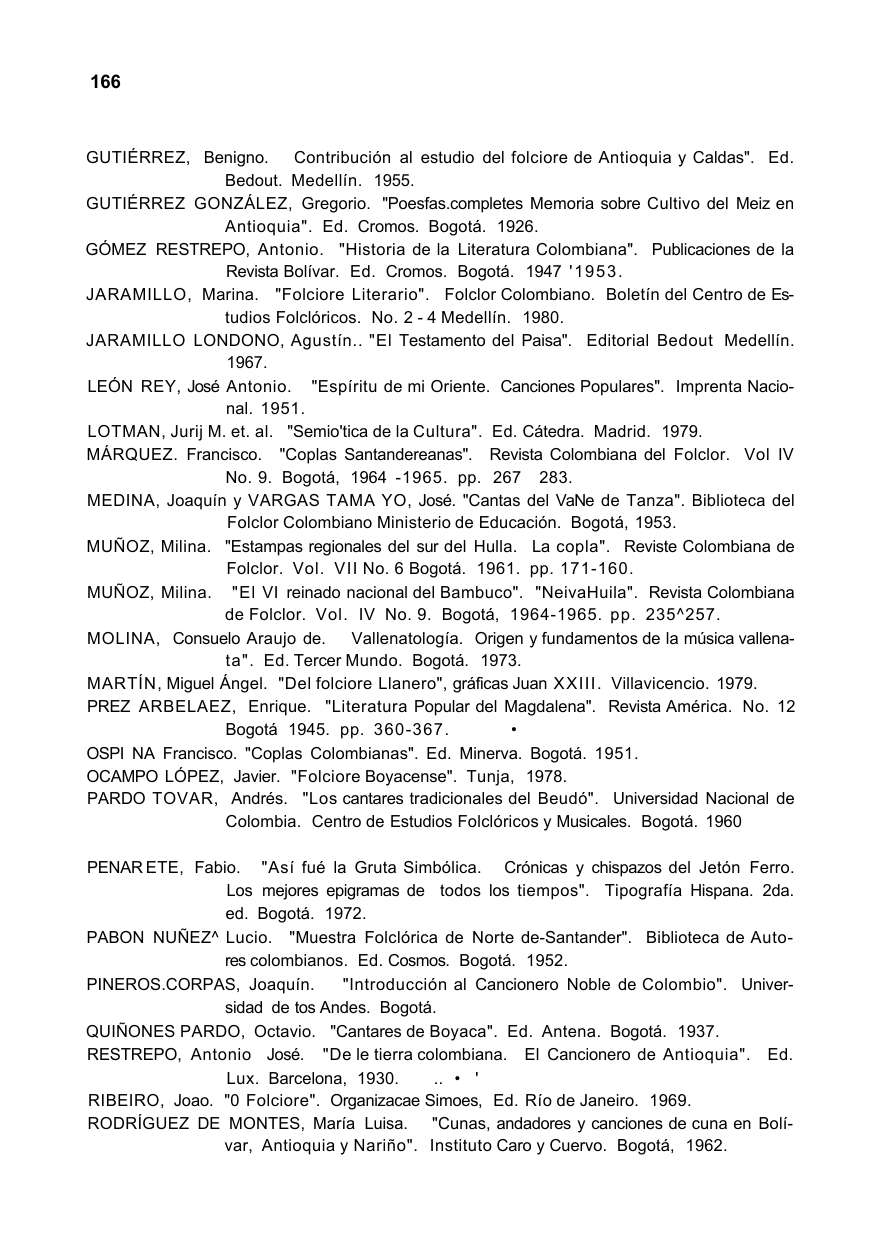 166
GUTIÉRREZ, Benigno. Contribución al estudio del folciore de Antioquia y Caldas". Ed.
Bedout. Medellín. 1955.
GUTIÉRREZ GONZÁLEZ, Gregorio. "Poesfas.completes Memoria sobre Cultivo del Meiz en
Antioquia". Ed. Cromos. Bogotá. 1926.
GÓMEZ RESTREPO, Antonio. "Historia de la Literatura Colombiana". Publicaciones de la
Revista Bolívar. Ed. Cromos. Bogotá. 1947 '1953.
JARAMILLO, Marina. "Folciore Literario". Folclor Colombiano. Boletín del Centro de Es-
tudios Folclóricos. No. 2 - 4 Medellín. 1980.
JARAMILLO LONDONO, Agustín.. "El Testamento del Paisa". Editorial Bedout Medellín.
1967.
LEÓN REY, José Antonio. "Espíritu de mi Oriente. Canciones Populares". Imprenta Nacio-
nal. 1951.
LOTMAN, Jurij M. et. al. "Semio'tica de la Cultura". Ed. Cátedra. Madrid. 1979.
MÁRQUEZ. Francisco. "Coplas Santandereanas". Revista Colombiana del Folclor. Vol IV
No. 9. Bogotá, 1964 -1965. pp. 267 283.
MEDINA, Joaquín y VARGAS TAMA YO, José. "Cantas del VaNe de Tanza". Biblioteca del
Folclor Colombiano Ministerio de Educación. Bogotá, 1953.
MUÑOZ, Milina. "Estampas regionales del sur del Hulla. La copla". Reviste Colombiana de
Folclor. Vol. VII No. 6 Bogotá. 1961. pp. 171-160.
MUÑOZ, Milina. "El VI reinado nacional del Bambuco". "NeivaHuila". Revista Colombiana
de Folclor. Vol. IV No. 9. Bogotá, 1964-1965. pp. 235^257.
MOLINA, Consuelo Araujo de. Vallenatología. Origen y fundamentos de la música vallena-
ta". Ed. Tercer Mundo. Bogotá. 1973.
MARTÍN, Miguel Ángel. "Del folciore Llanero", gráficas Juan XXIII. Villavicencio. 1979.
PREZ ARBELAEZ, Enrique. "Literatura Popular del Magdalena". Revista América. No. 12
Bogotá 1945. pp. 360-367. •
OSPI NA Francisco. "Coplas Colombianas". Ed. Minerva. Bogotá. 1951.
OCAMPO LÓPEZ, Javier. "Folciore Boyacense". Tunja, 1978.
PARDO TOVAR, Andrés. "Los cantares tradicionales del Beudó". Universidad Nacional de
Colombia. Centro de Estudios Folclóricos y Musicales. Bogotá. 1960
PENAR ETE, Fabio. "Así fué la Gruta Simbólica. Crónicas y chispazos del Jetón Ferro.
Los mejores epigramas de todos los tiempos". Tipografía Hispana. 2da.
ed. Bogotá. 1972.
PABON NUÑEZ^ Lucio. "Muestra Folclórica de Norte de-Santander". Biblioteca de Auto-
res colombianos. Ed. Cosmos. Bogotá. 1952.
PINEROS.CORPAS, Joaquín. "Introducción al Cancionero Noble de Colombio". Univer-
sidad de tos Andes. Bogotá.
QUIÑONES PARDO, Octavio. "Cantares de Boyaca". Ed. Antena. Bogotá. 1937.
RESTREPO, Antonio José. "De le tierra colombiana. El Cancionero de Antioquia". Ed.
Lux. Barcelona, 1930. .. • '
RIBEIRO, Joao. "0 Folciore". Organizacae Simoes, Ed. Río de Janeiro. 1969.
RODRÍGUEZ DE MONTES, María Luisa. "Cunas, andadores y canciones de cuna en Bolí-
var, Antioquia y Nariño". Instituto Caro y Cuervo. Bogotá, 1962.